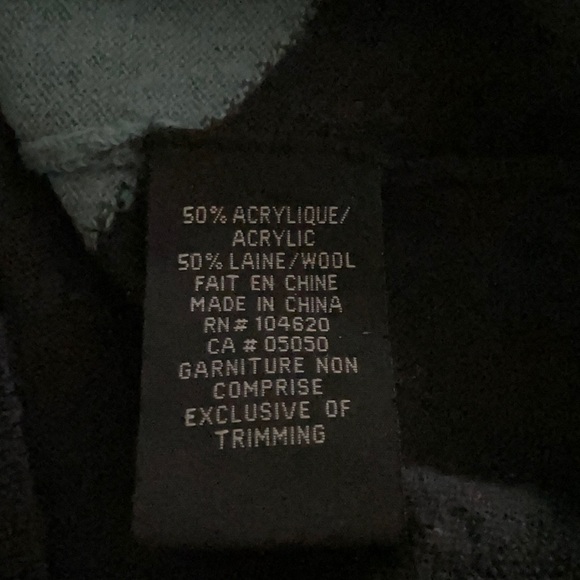 50% ACRYLIQUE/
ACRYLIC
50% LAINE/WOOL
FAIT EN CHINE
MADE IN CHINA
RN# 104620
CA # 05050
GARNITURE NON
COMPRISE
EXCLUSIVE OF
TRIMMING